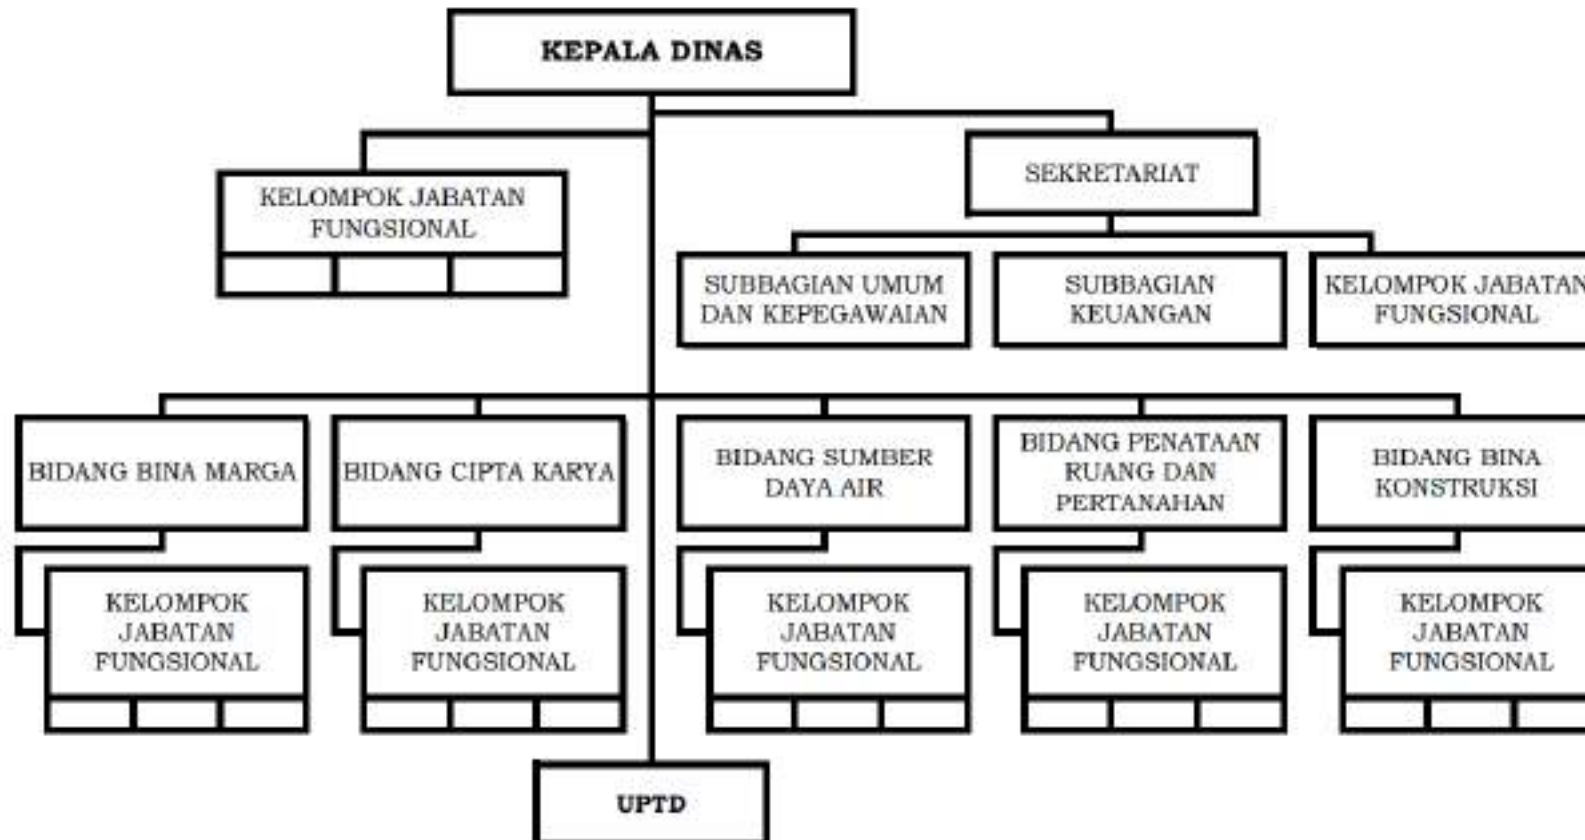 KEPALA DINAS
SEKRETARIAT
KELOMPOK JABATAN
FUNGSIONAL
SUBBAGIAN UMUM
DAN KEPEGAWAIAN
SUBBAGIAN
KEUANGAN
KELOMPOK JABATAN
FUNGSIONAL
BIDANG BINA MARGA
BIDANG CIPTA KARYA
BIDANG SUMBER
DAYA AIR
BIDANG PENATAAN
RUANG DAN
PERTANAHAN
BIDANG BINA
KONSTRUKSI
KELOMPOK
JABATAN
FUNGSIONAL
KELOMPOK
JABATAN
FUNGSIONAL
KELOMPOK
JABATAN
FUNGSIONAL
KELOMPOK
JABATAN
FUNGSIONAL
KELOMPOK
JABATAN
FUNGSIONAL
UPTD